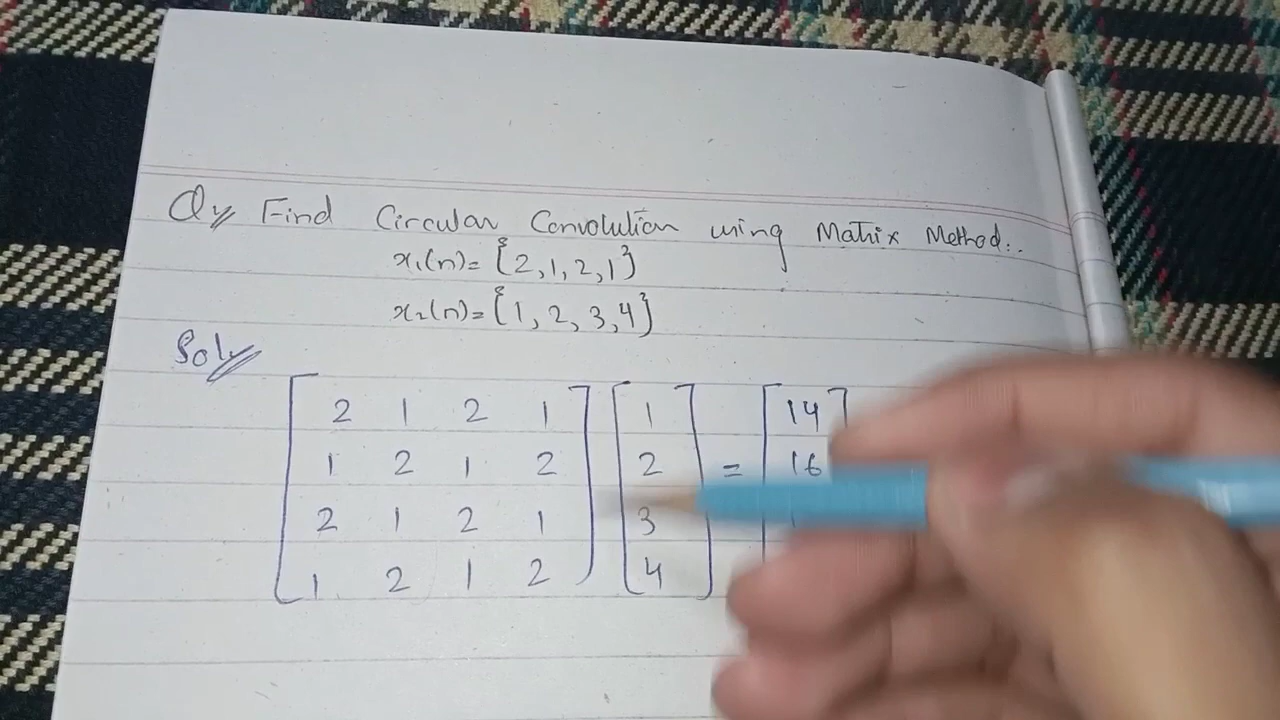 Q Find Circular Convolution using Matrix Method:.
x₁(n)= {2,1,2,1}
x₂(n)= {1,2,3,4}
Sol
2 1 2 1 1 14
1 2 1 2 2 = 16
2 1 2 1 3
1 2 1 2 4